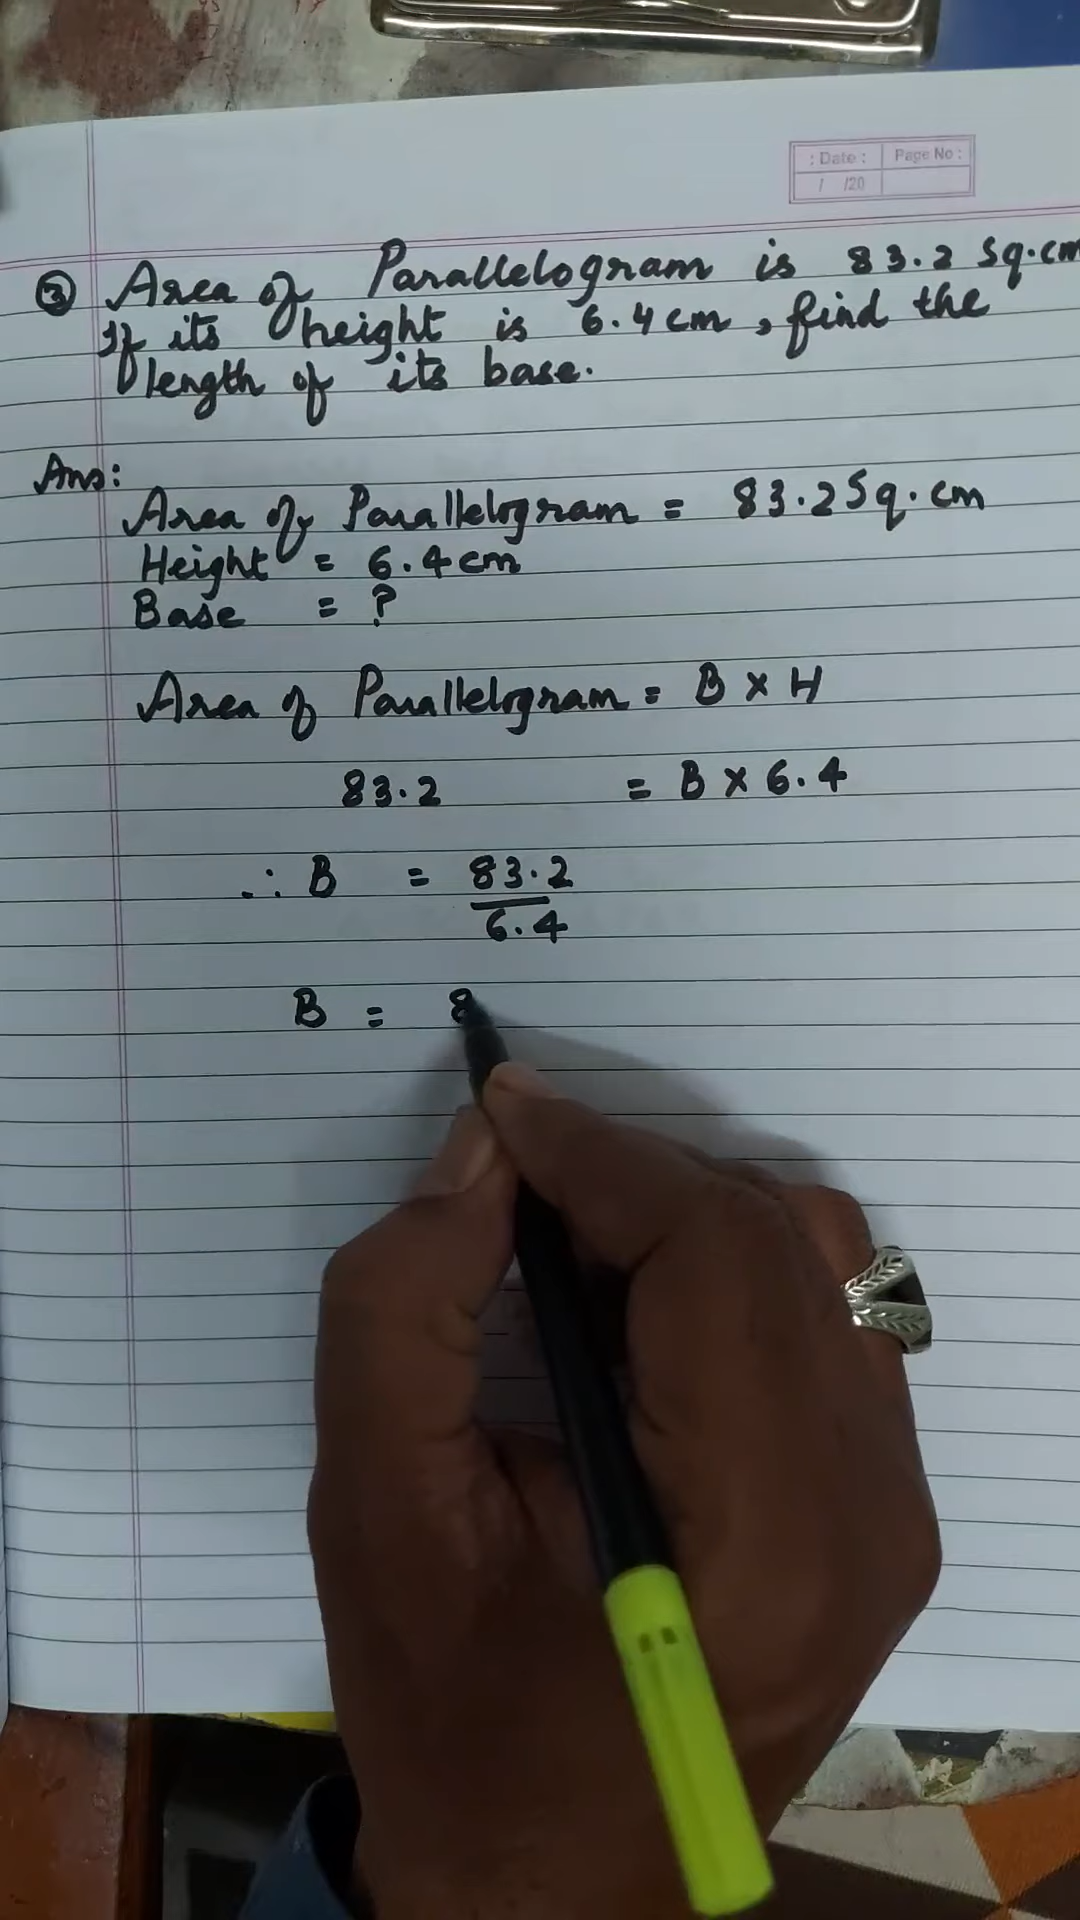 : Date : Page No :
/ /20
③ Area of Parallelogram is 83.2 Sq.cm
If its height is 6.4 cm, find the
length of its base.
Ans:
Area of Parallelogram = 83.2 Sq.cm
Height = 6.4 cm
Base = ?
Area of Parallelogram = B × H
83.2 = B × 6.4
∴ B = 83.2
6.4
B = 8